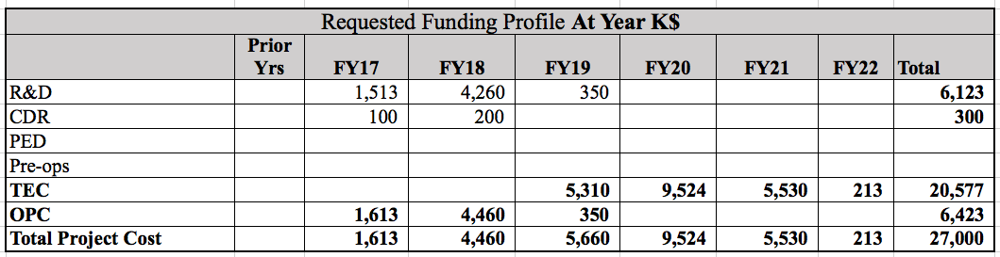 Requested Funding Profile At Year K$
Prior
Yrs FY17 FY18 FY19 FY20 FY21 FY22 Total
R&D 1,513 4,260 350 6,123
CDR 100 200 300
PED
Pre-ops
TEC 5,310 9,524 5,530 213 20,577
OPC 1,613 4,460 350 6,423
Total Project Cost 1,613 4,460 5,660 9,524 5,530 213 27,000